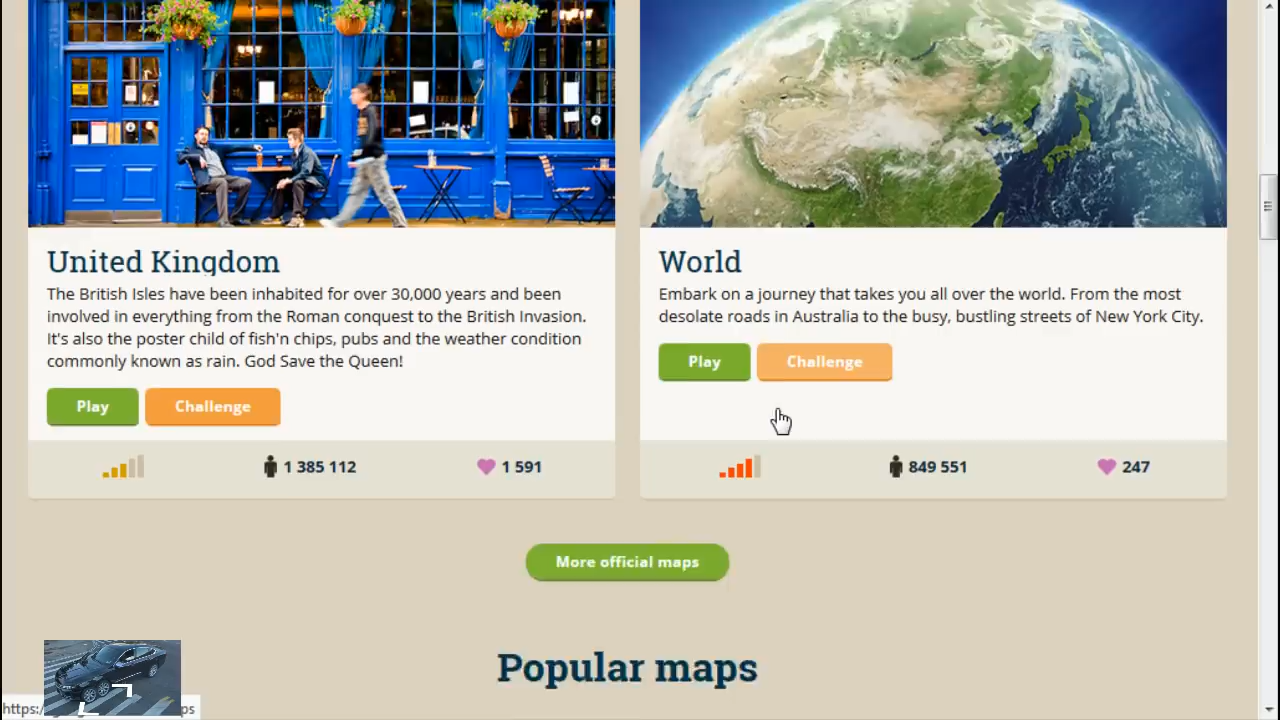 United Kingdom
The British Isles have been inhabited for over 30,000 years and been
involved in everything from the Roman conquest to the British Invasion.
It's also the poster child of fish'n chips, pubs and the weather condition
commonly known as rain. God Save the Queen!
Play Challenge
1 385 112
1 591
World
Embark on a journey that takes you all over the world. From the most
desolate roads in Australia to the busy, bustling streets of New York City.
Play Challenge
849 551
247
More official maps
Popular maps